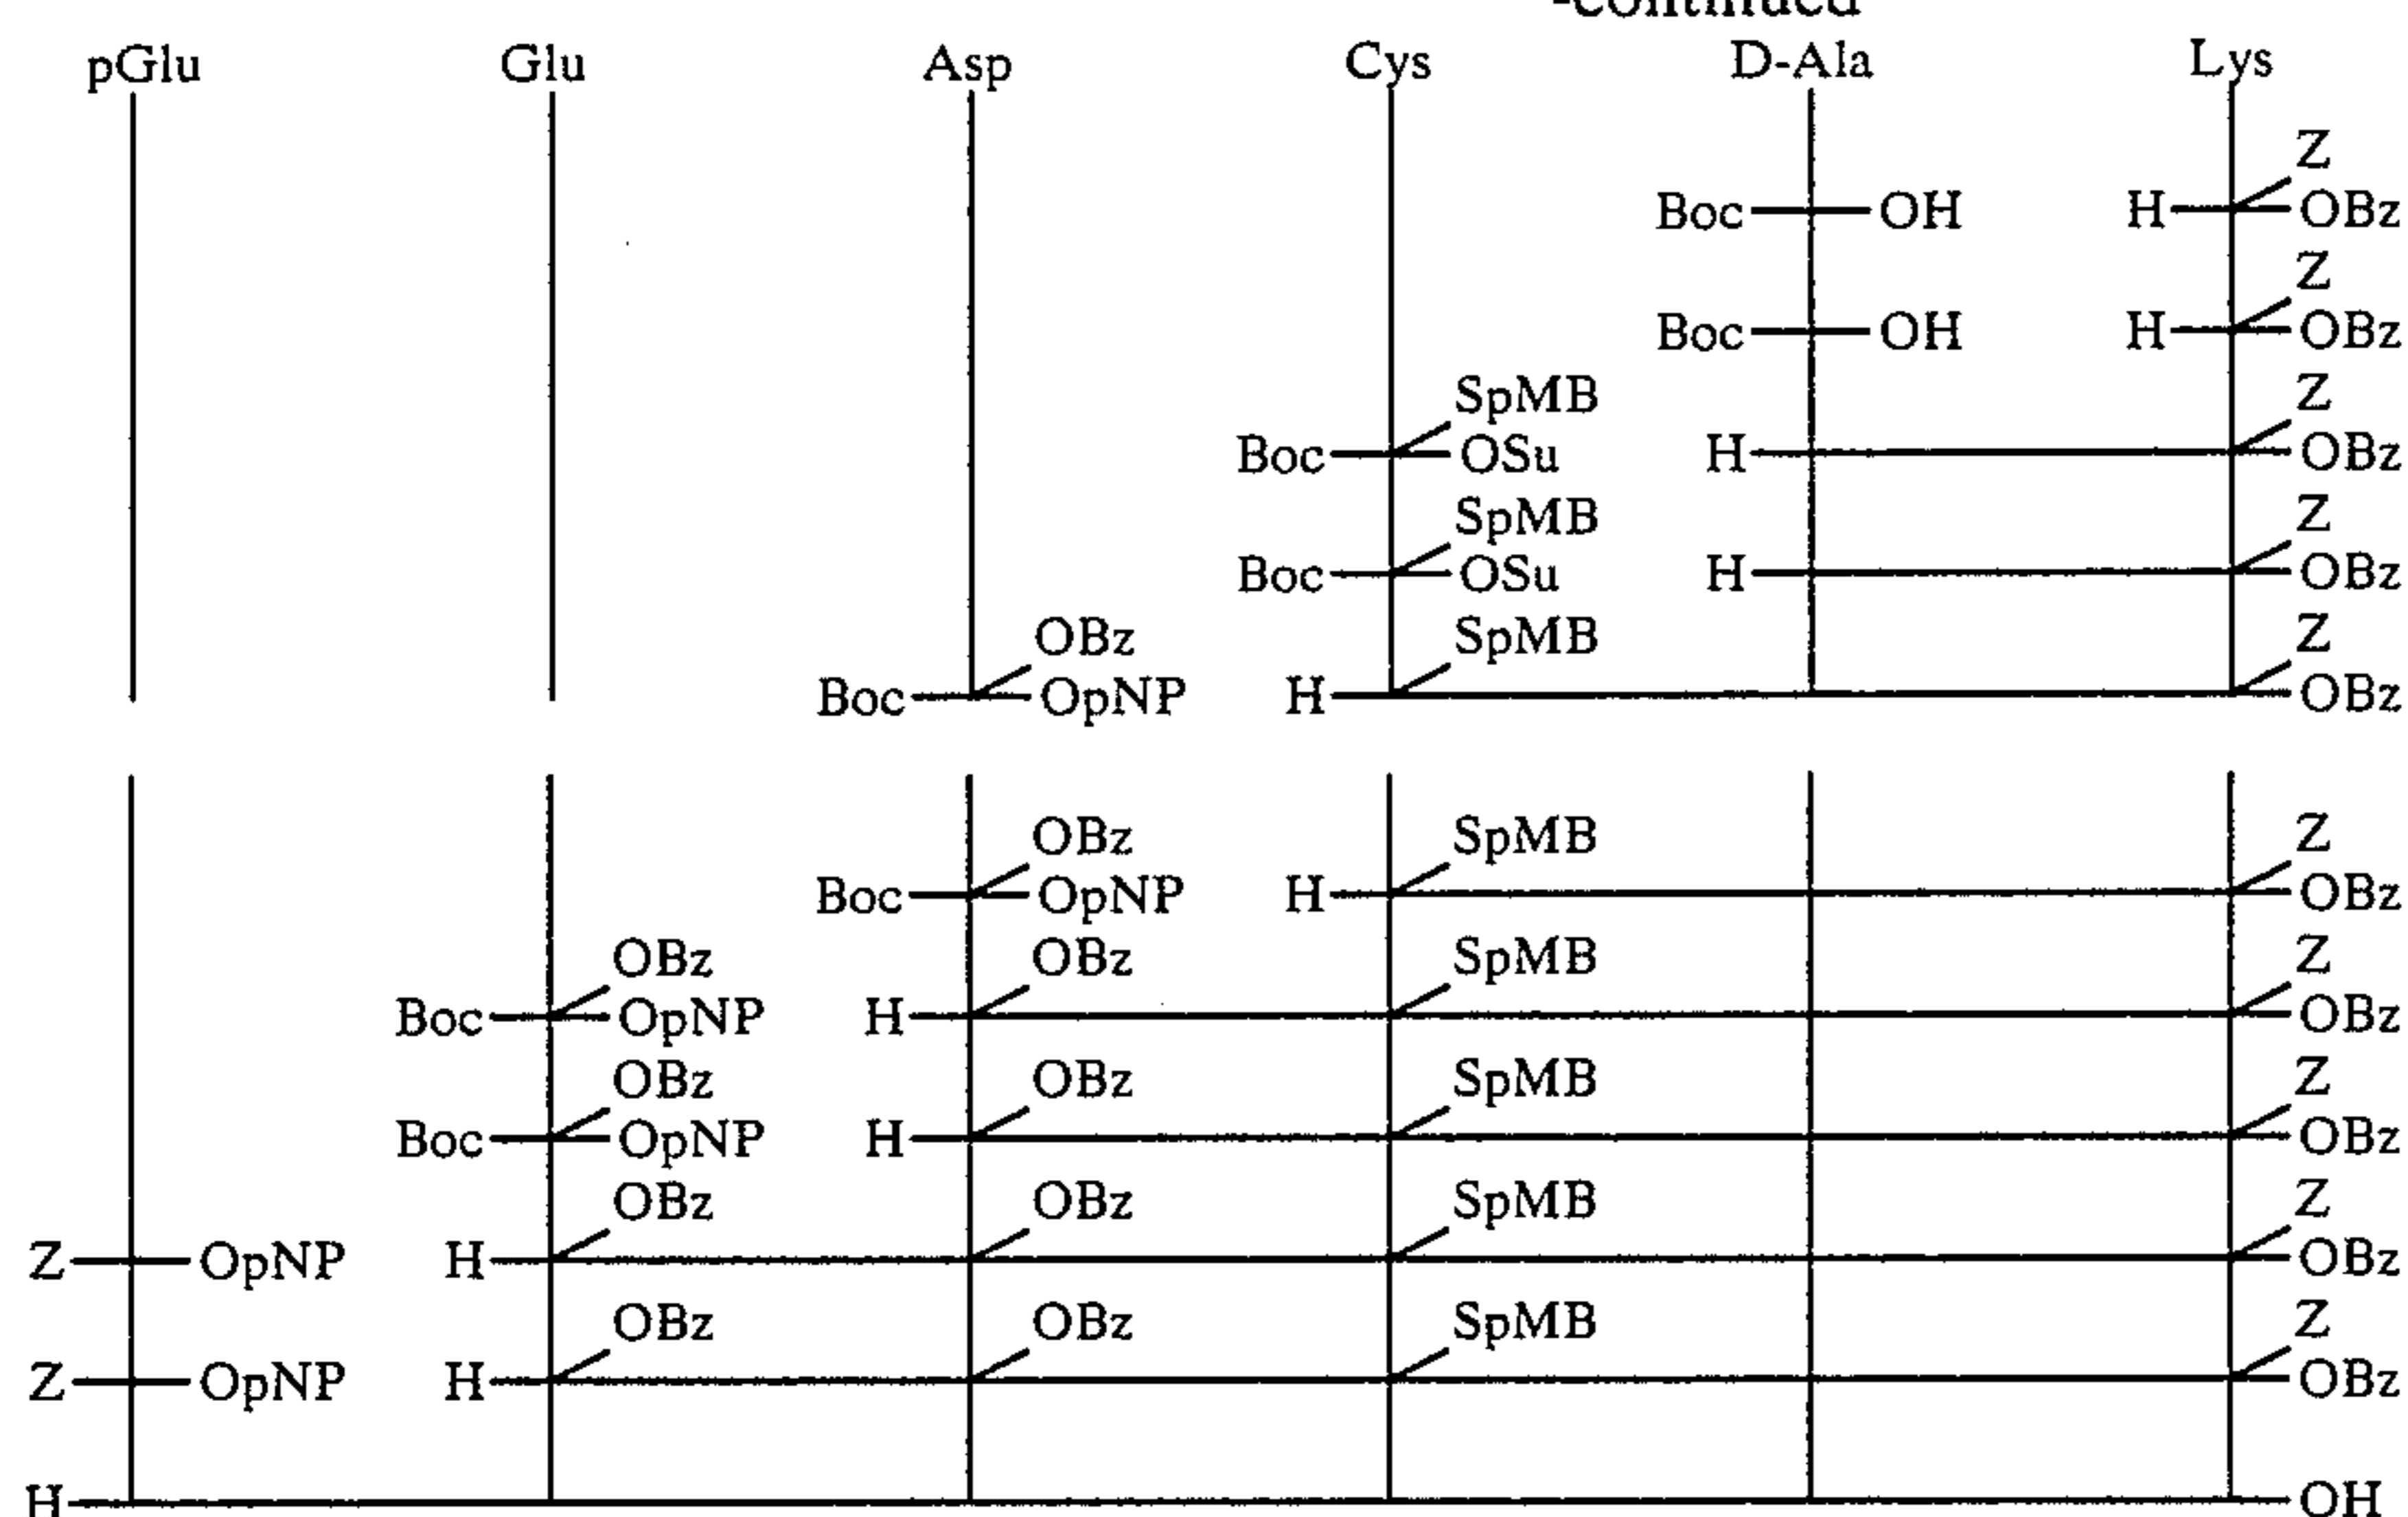 -continued
pGlu Glu Asp Cys D-Ala Lys
Z
Boc OH H OBz
Z
Boc OH H OBz
SpMB Z
Boc OSu H OBz
SpMB Z
Boc OSu H OBz
OBz SpMB Z
Boc OpNP H OBz
OBz SpMB Z
Boc OpNP H OBz
OBz OBz SpMB Z
Boc OpNP H OBz
OBz OBz SpMB Z
Boc OpNP H OBz
OBz OBz SpMB Z
Z OpNP H OBz
OBz OBz SpMB Z
Z OpNP H OBz
H OH